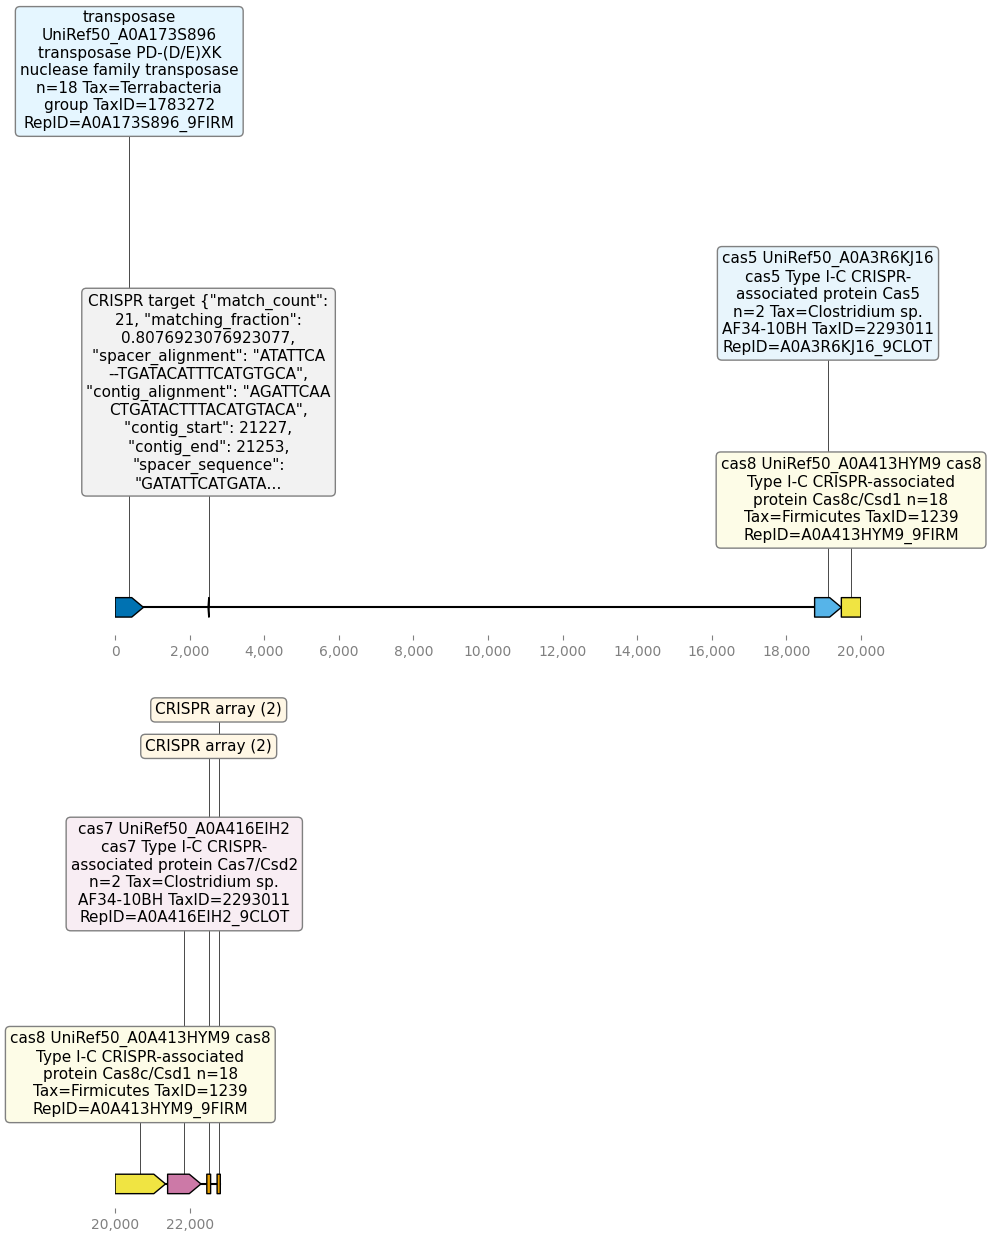 transposase
UniRef50_A0A173S896
transposase PD-(D/E)XK
nuclease family transposase
n=18 Tax=Terrabacteria
group TaxID=1783272
RepID=A0A173S896_9FIRM
cas5 UniRef50_A0A3R6KJ16
cas5 Type I-C CRISPR-
associated protein Cas5
n=2 Tax=Clostridium sp.
AF34-10BH TaxID=2293011
RepID=A0A3R6KJ16_9CLOT
CRISPR target {"match_count":
21, "matching_fraction":
0.8076923076923077,
"spacer_alignment": "ATATTCA
--TGATACATTTCATGTGCA",
"contig_alignment": "AGATTCAA
CTGATACTTTACATGTACA",
"contig_start": 21227,
"contig_end": 21253,
"spacer_sequence":
"GATATTCATGATA...
cas8 UniRef50_A0A413HYM9 cas8
Type I-C CRISPR-associated
protein Cas8c/Csd1 n=18
Tax=Firmicutes TaxID=1239
RepID=A0A413HYM9_9FIRM
0 2,000 4,000 6,000 8,000 10,000 12,000 14,000 16,000 18,000 20,000
CRISPR array (2)
CRISPR array (2)
cas7 UniRef50_A0A416EIH2
cas7 Type I-C CRISPR-
associated protein Cas7/Csd2
n=2 Tax=Clostridium sp.
AF34-10BH TaxID=2293011
RepID=A0A416EIH2_9CLOT
cas8 UniRef50_A0A413HYM9 cas8
Type I-C CRISPR-associated
protein Cas8c/Csd1 n=18
Tax=Firmicutes TaxID=1239
RepID=A0A413HYM9_9FIRM
20,000 22,000